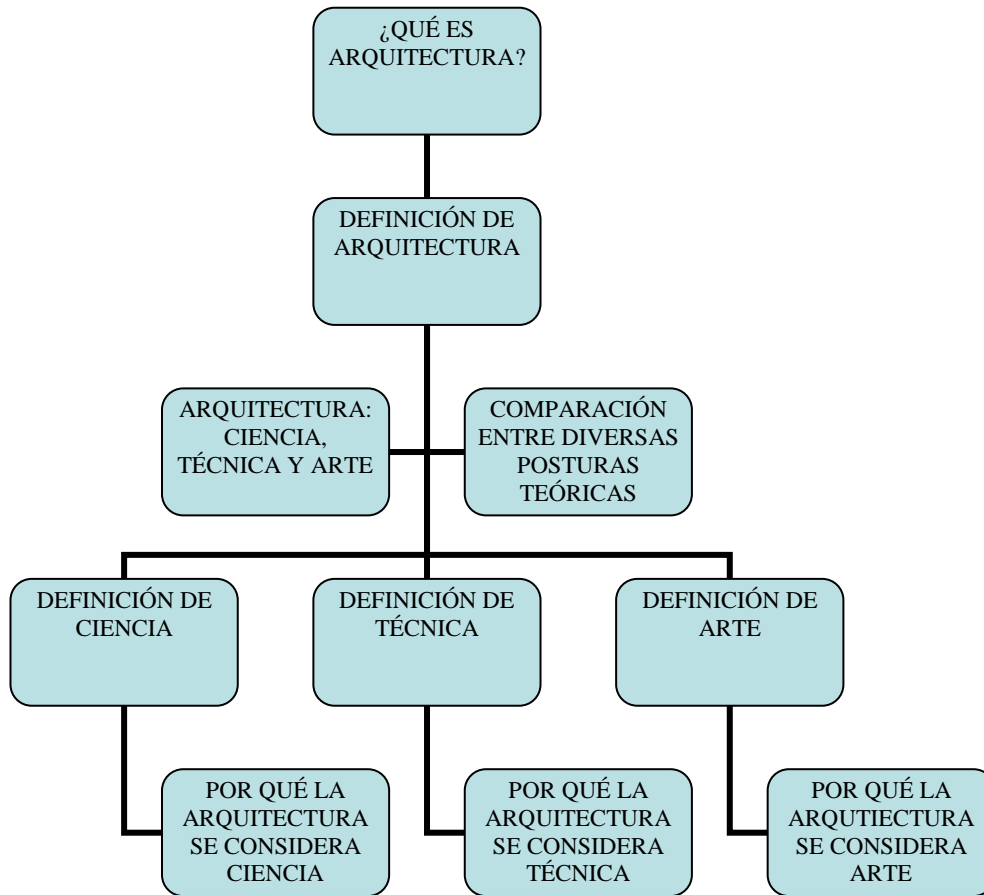 ¿QUÉ ES
ARQUITECTURA?
DEFINICIÓN DE
ARQUITECTURA
ARQUITECTURA:
CIENCIA,
TÉCNICA Y ARTE
COMPARACIÓN
ENTRE DIVERSAS
POSTURAS
TEÓRICAS
DEFINICIÓN DE
CIENCIA
DEFINICIÓN DE
TÉCNICA
DEFINICIÓN DE
ARTE
POR QUÉ LA
ARQUITECTURA
SE CONSIDERA
CIENCIA
POR QUÉ LA
ARQUITECTURA
SE CONSIDERA
TÉCNICA
POR QUÉ LA
ARQUTIECTURA
SE CONSIDERA
ARTE